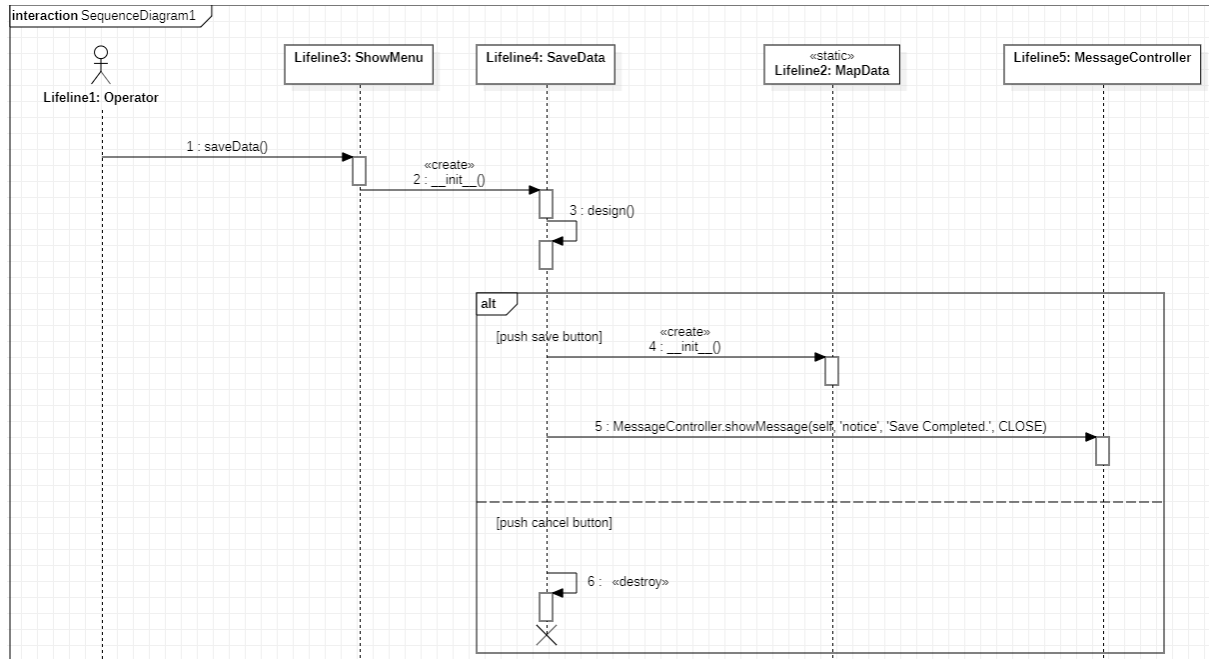 interaction SequenceDiagram1
Lifeline1: Operator
Lifeline3: ShowMenu
Lifeline4: SaveData
«static»
Lifeline2: MapData
Lifeline5: MessageController
1 : saveData()
«create»
2 : __init__()
3 : design()
alt
[push save button]
«create»
4 : __init__()
5 : MessageController.showMessage(self, 'notice', 'Save Completed.', CLOSE)
[push cancel button]
6 : «destroy»